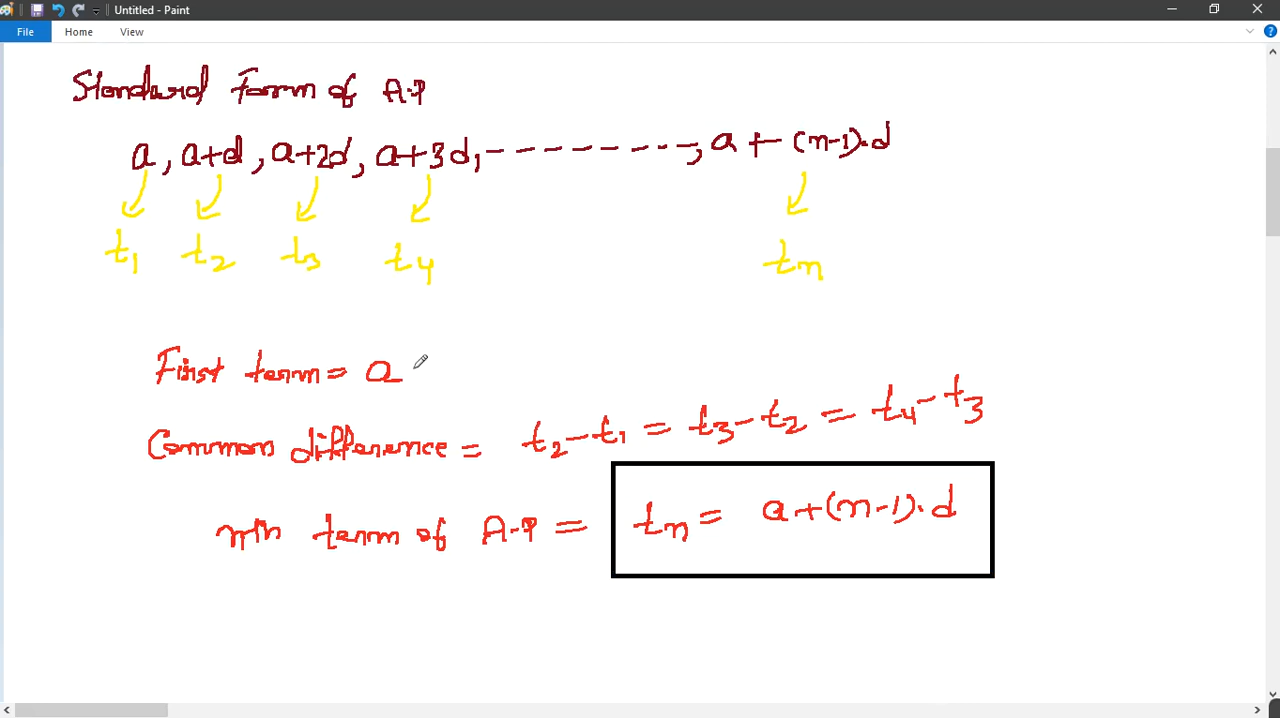 Untitled - Paint
File Home View
Standard Form of A.P
a, a+d, a+2d, a+3d, ---------, a + (n-1).d
t1 t2 t3 t4 tn
First term = a
Common difference = t2-t1 = t3-t2 = t4-t3
nth term of A.P = tn = a+(n-1).d